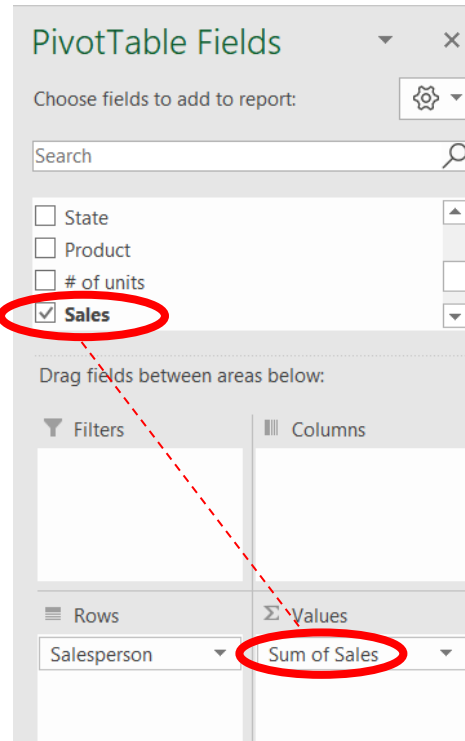 PivotTable Fields
Choose fields to add to report:
Search
State
Product
# of units
Sales
Drag fields between areas below:
Filters
Columns
Rows
Σ Values
Salesperson
Sum of Sales